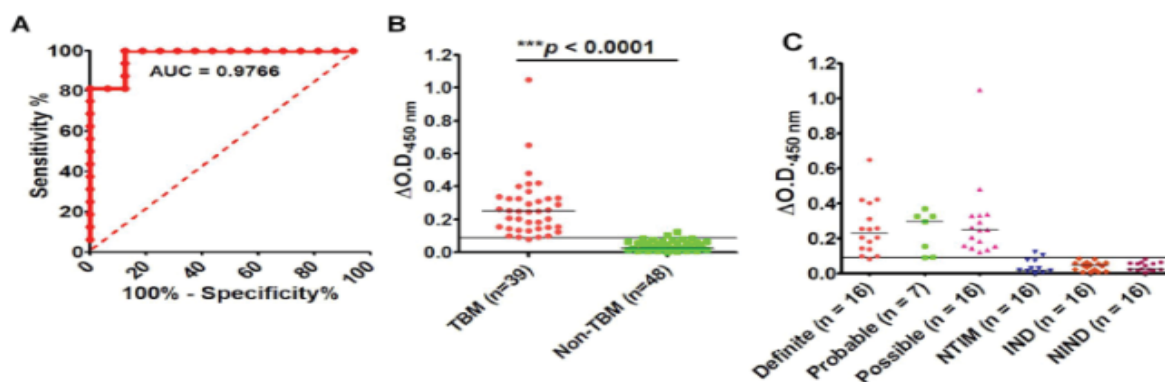 A
100
80
60
40
20
0
Sensitivity %
AUC = 0.9766
0
20
40
60
80
100
100% - Specificity%
B
***p < 0.0001
1.2
1.0
0.8
0.6
0.4
0.2
0.0
ΔO.D.450 nm
TBM (n=39)
Non-TBM (n=48)
C
1.2
1.0
0.8
0.6
0.4
0.2
0.0
ΔO.D.450 nm
Definite (n = 16)
Probable (n = 7)
Possible (n = 16)
NTIM (n = 16)
IND (n = 16)
NIND (n = 16)